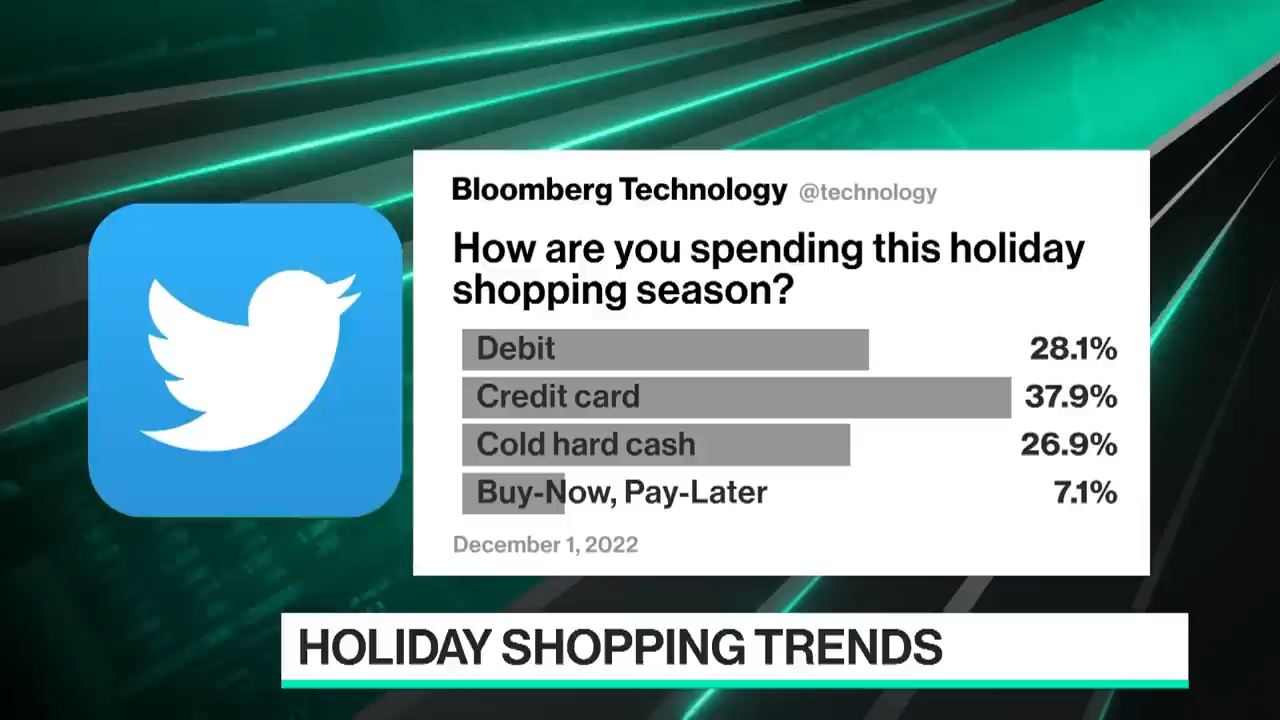 Bloomberg Technology @technology
How are you spending this holiday
shopping season?
Debit 28.1%
Credit card 37.9%
Cold hard cash 26.9%
Buy-Now, Pay-Later 7.1%
December 1, 2022
HOLIDAY SHOPPING TRENDS